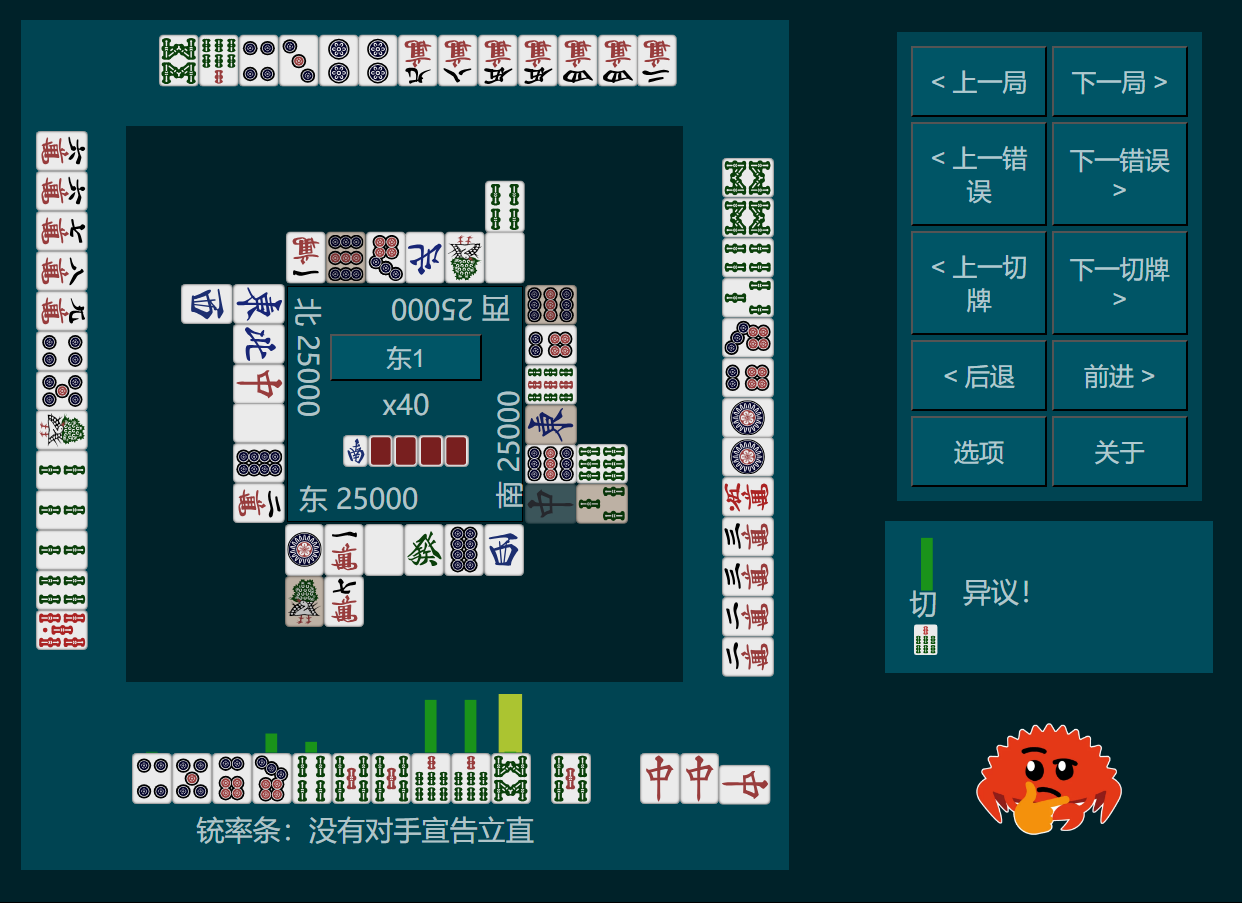 < 上一局
下一局 >
< 上一错
误
下一错误
>
< 上一切
牌
下一切牌
>
< 后退
前进 >
选项
关于
西 25000
北 25000
东1
x40
南 25000
东 25000
切
异议！
铳率条：没有对手宣告立直